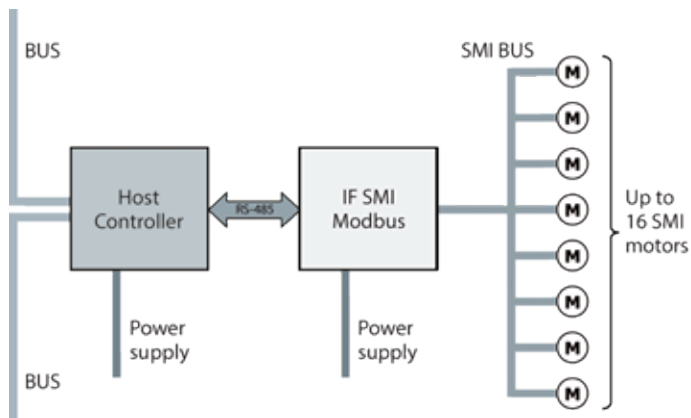 BUS
SMI BUS
M
M
M
M
M
M
M
M
Host
Controller
RS-485
IF SMI
Modbus
Up to
16 SMI
motors
Power
supply
Power
supply
BUS